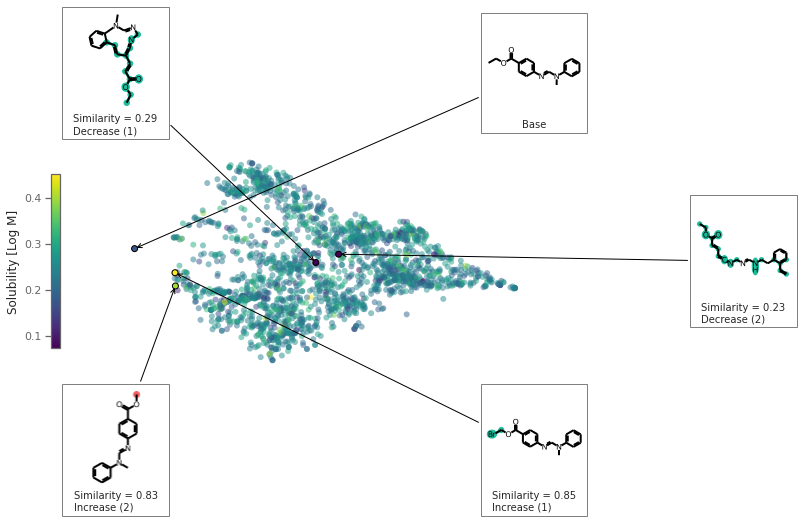 Similarity = 0.29
Decrease (1)
Base
Solubility [Log M]
0.4
0.3
0.2
0.1
Similarity = 0.23
Decrease (2)
Similarity = 0.83
Increase (2)
Similarity = 0.85
Increase (1)